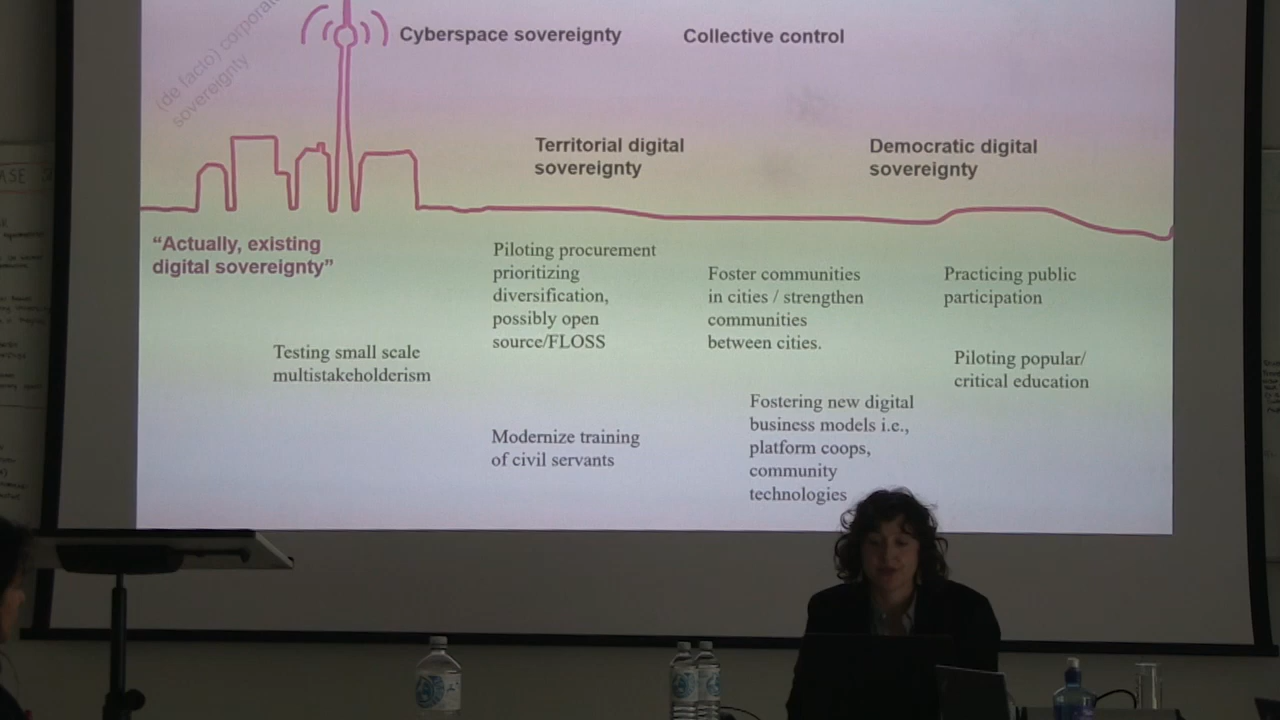 (de facto) corporate
sovereignty
Cyberspace sovereignty
Collective control
Territorial digital
sovereignty
Democratic digital
sovereignty
“Actually, existing
digital sovereignty”
Testing small scale
multistakeholderism
Piloting procurement
prioritizing
diversification,
possibly open
source/FLOSS
Modernize training
of civil servants
Foster communities
in cities / strengthen
communities
between cities.
Fostering new digital
business models i.e.,
platform coops,
community
technologies
Practicing public
participation
Piloting popular/
critical education